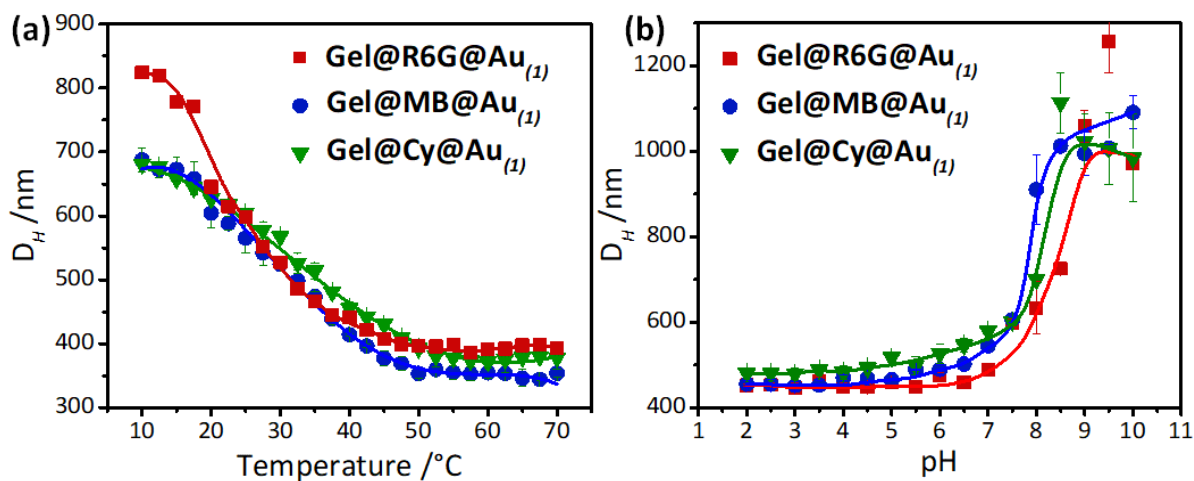 (a)
Gel@R6G@Au(1)
Gel@MB@Au(1)
Gel@Cy@Au(1)
D_H /nm
900
800
700
600
500
400
300
10 20 30 40 50 60 70
Temperature /°C
(b)
Gel@R6G@Au(1)
Gel@MB@Au(1)
Gel@Cy@Au(1)
D_H /nm
1200
1000
800
600
400
1 2 3 4 5 6 7 8 9 10 11
pH